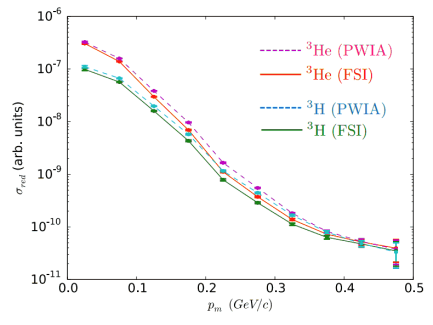 10⁻⁶
10⁻⁷
10⁻⁸
10⁻⁹
10⁻¹⁰
10⁻¹¹
σ_red (arb. units)
³He (PWIA)
³He (FSI)
³H (PWIA)
³H (FSI)
0.0 0.1 0.2 0.3 0.4 0.5
p_m (GeV/c)